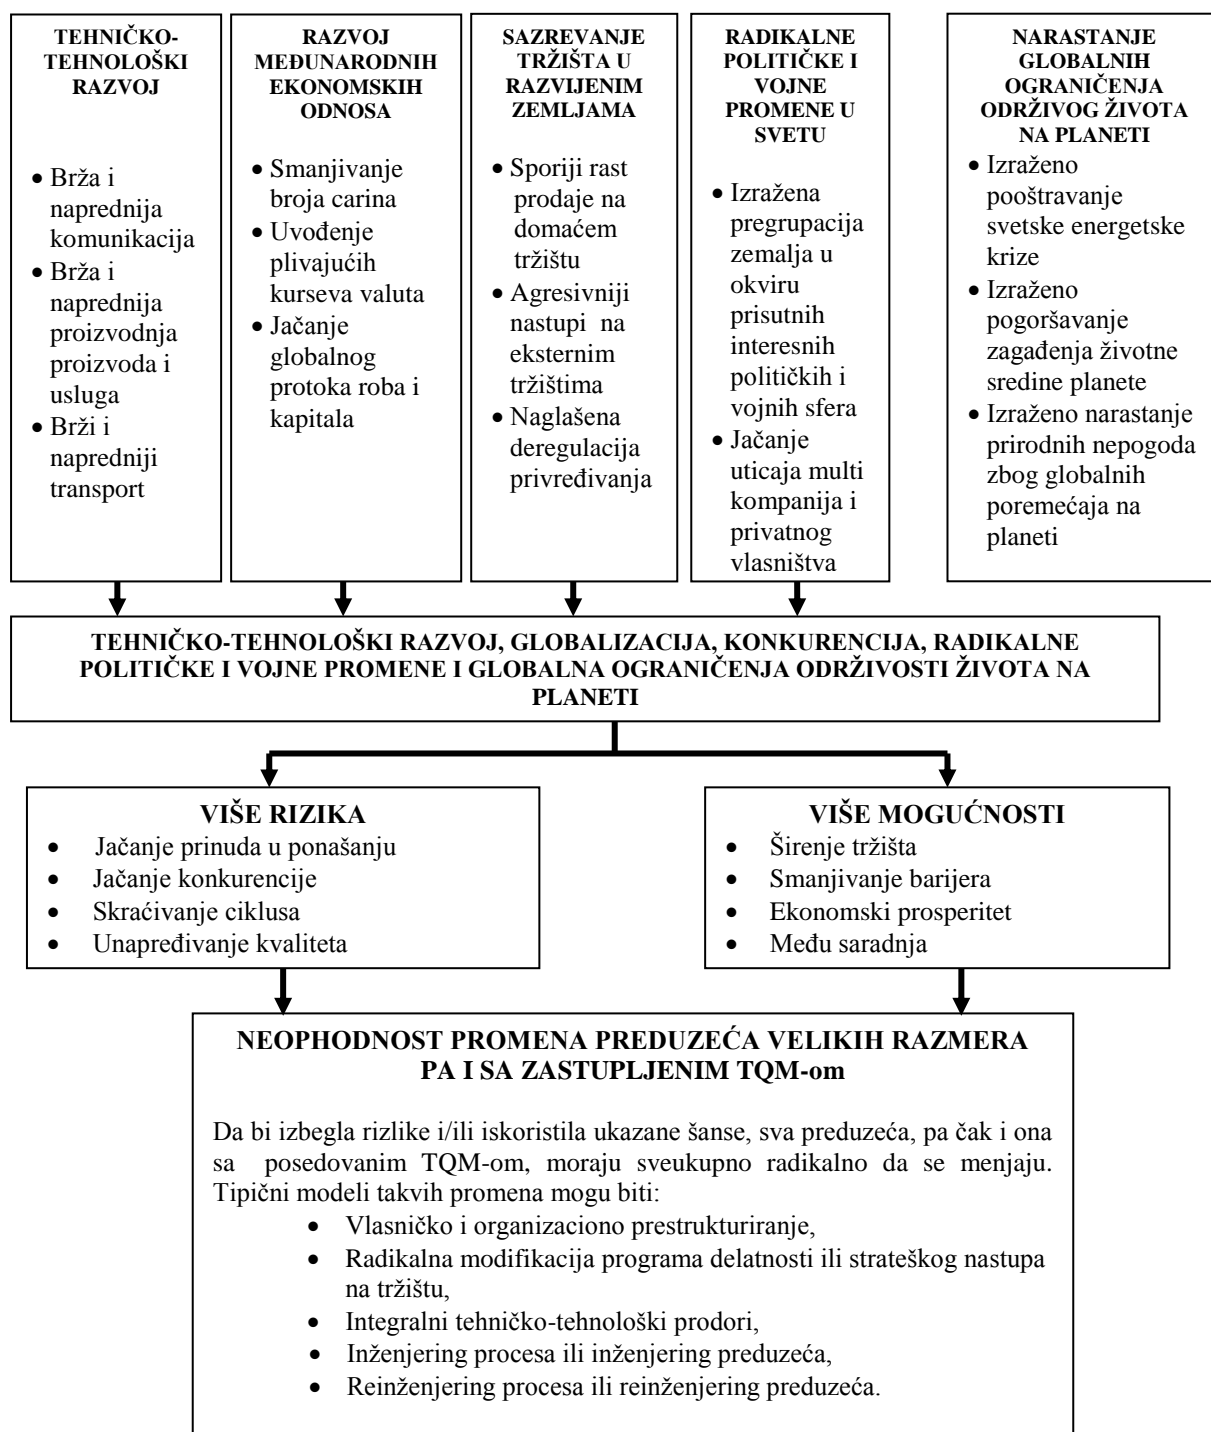 TEHNIČKO-
TEHNOLOŠKI
RAZVOJ
• Brža i
naprednija
komunikacija
• Brža i
naprednija
proizvodnja
proizvoda i
usluga
• Brži i
napredniji
transport
RAZVOJ
MEĐUNARODNIH
EKONOMSKIH
ODNOSA
• Smanjivanje
broja carina
• Uvođenje
plivajućih
kurseva valuta
• Jačanje
globalnog
protoka roba i
kapitala
SAZREVANJE
TRŽIŠTA U
RAZVIJENIM
ZEMLJAMA
• Sporiji rast
prodaje na
domaćem
tržištu
• Agresivniji
nastupi na
eksternim
tržištima
• Naglašena
deregulacija
privređivanja
RADIKALNE
POLITIČKE I
VOJNE
PROMENE U
SVETU
• Izražena
pregrupacija
zemalja u
okviru
prisutnih
interesnih
političkih i
vojnih sfera
• Jačanje
uticaja multi
kompanija i
privatnog
vlasništva
NARASTANJE
GLOBALNIH
OGRANIČENJA
ODRŽIVOG ŽIVOTA
NA PLANETI
• Izraženo
pooštravanje
svetske energetske
krize
• Izraženo
pogoršavanje
zagađenja životne
sredine planete
• Izraženo narastanje
prirodnih nepogoda
zbog globalnih
poremećaja na
planeti
TEHNIČKO-TEHNOLOŠKI RAZVOJ, GLOBALIZACIJA, KONKURENCIJA, RADIKALNE
POLITIČKE I VOJNE PROMENE I GLOBALNA OGRANIČENJA ODRŽIVOSTI ŽIVOTA NA
PLANETI
VIŠE RIZIKA
• Jačanje prinuda u ponašanju
• Jačanje konkurencije
• Skraćivanje ciklusa
• Unapređivanje kvaliteta
VIŠE MOGUĆNOSTI
• Širenje tržišta
• Smanjivanje barijera
• Ekonomski prosperitet
• Među saradnja
NEOPHODNOST PROMENA PREDUZEĆA VELIKIH RAZMERA
PA I SA ZASTUPLJENIM TQM-om
Da bi izbegla rizlike i/ili iskoristila ukazane šanse, sva preduzeća, pa čak i ona
sa posedovanim TQM-om, moraju sveukupno radikalno da se menjaju.
Tipični modeli takvih promena mogu biti:
• Vlasničko i organizaciono prestrukturiranje,
• Radikalna modifikacija programa delatnosti ili strateškog nastupa
na tržištu,
• Integralni tehničko-tehnološki prodori,
• Inženjering procesa ili inženjering preduzeća,
• Reinženjering procesa ili reinženjering preduzeća.